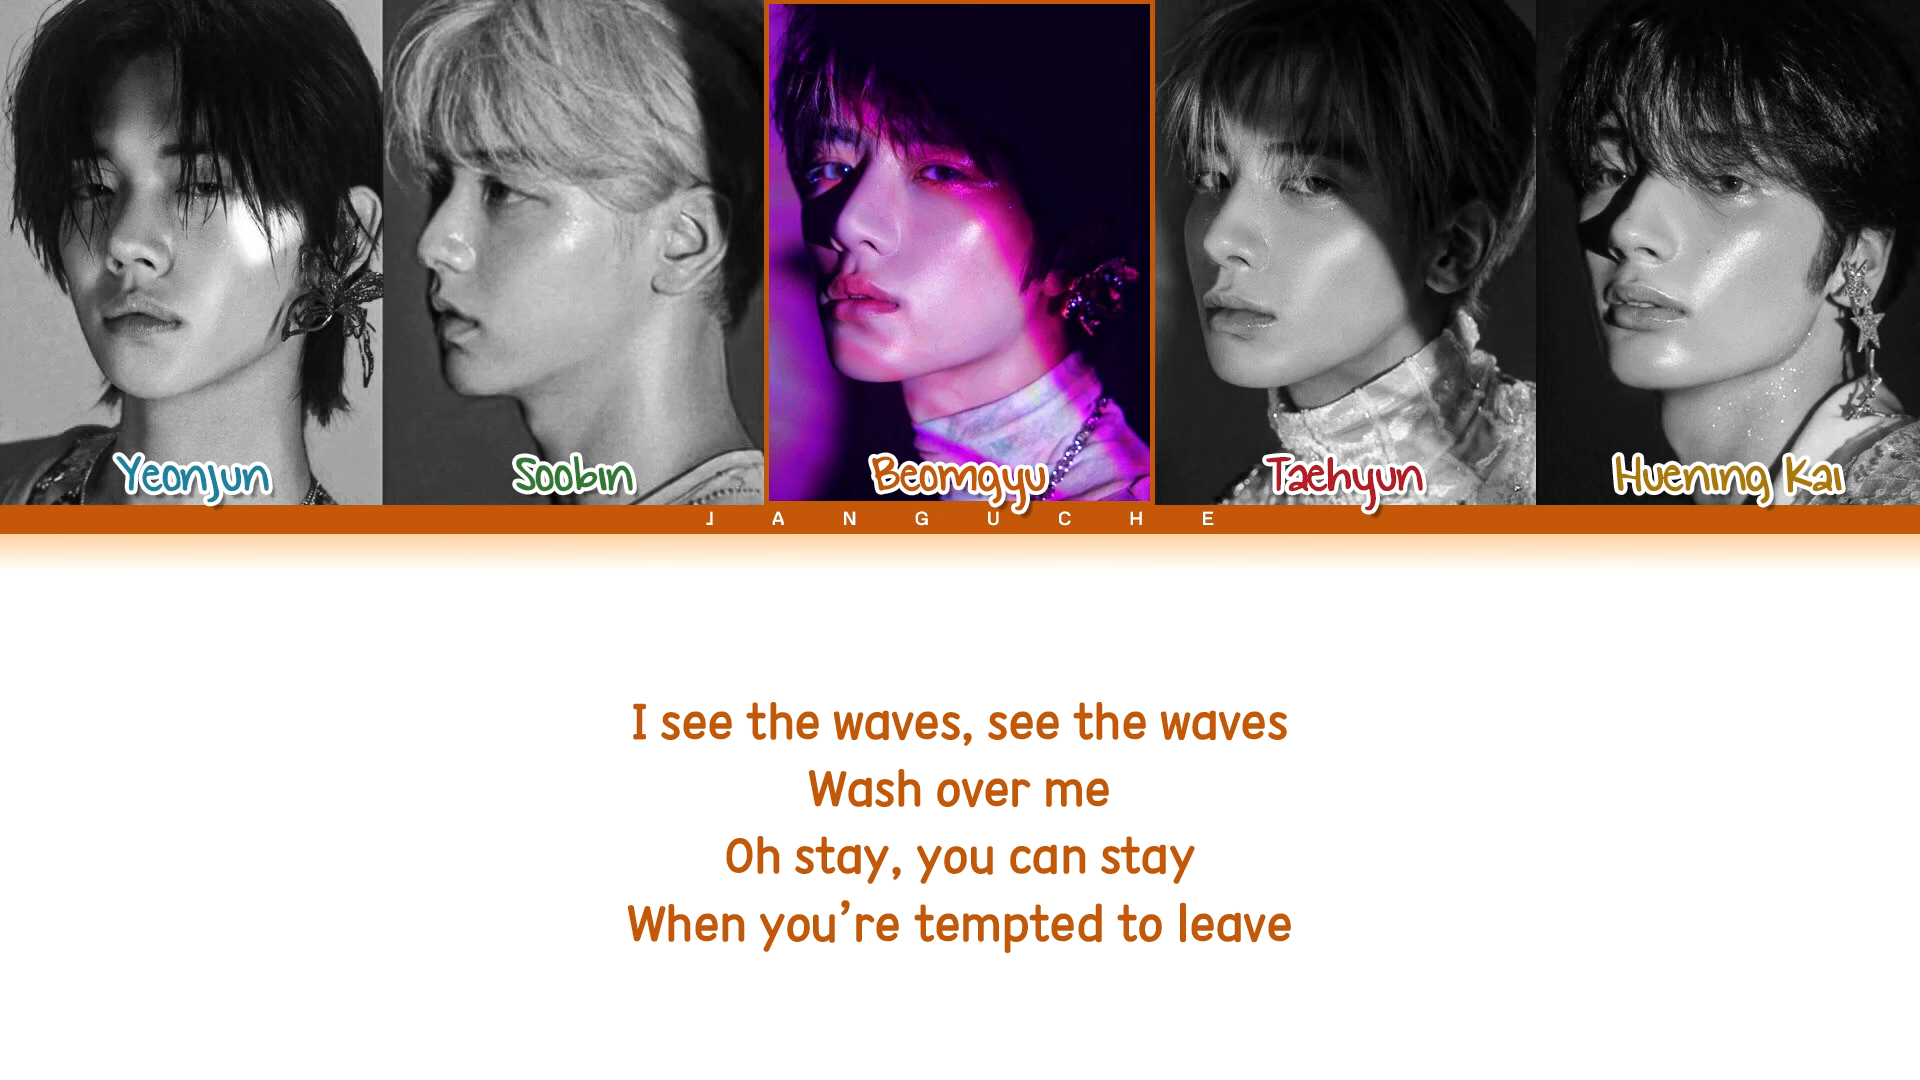 Yeonjun
Soobin
Beomgyu
Taehyun
Huening Kai
JANGUCHE
I see the waves, see the waves
Wash over me
Oh stay, you can stay
When you’re tempted to leave